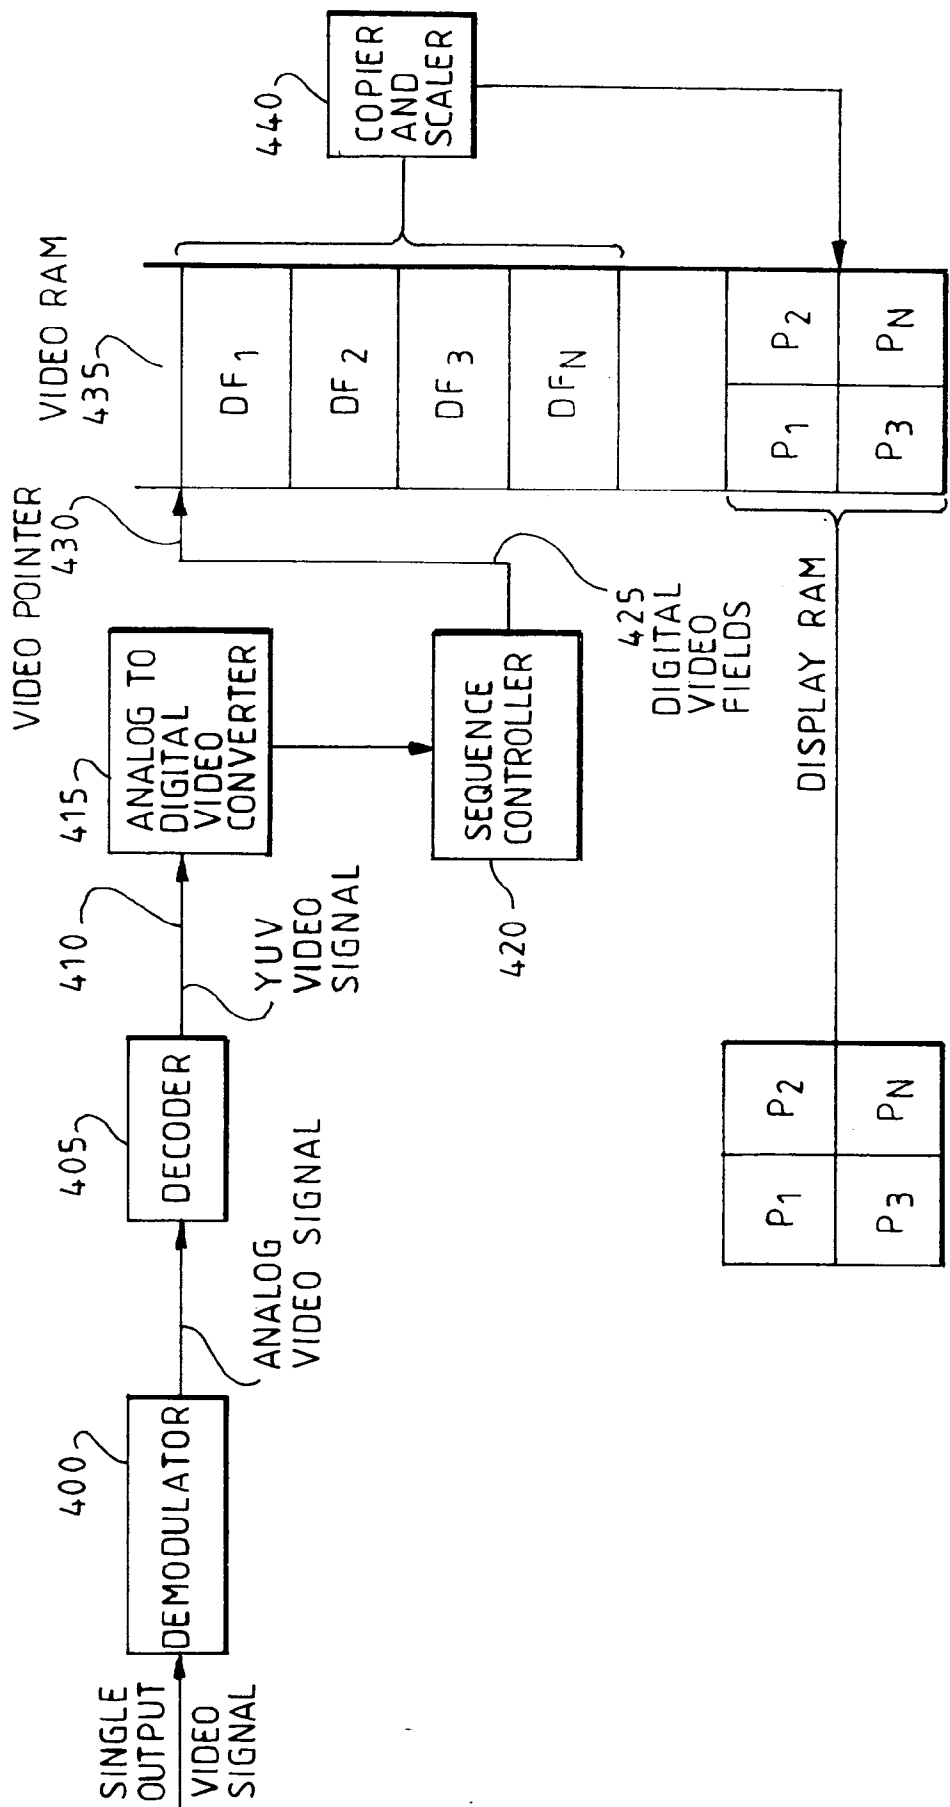 SINGLE
OUTPUT
VIDEO
SIGNAL
400
DEMODULATOR
ANALOG
VIDEO SIGNAL
405
DECODER
410
YUV
VIDEO
SIGNAL
415
ANALOG TO
DIGITAL
VIDEO
CONVERTER
420
SEQUENCE
CONTROLLER
425
DIGITAL
VIDEO
FIELDS
VIDEO POINTER
430
VIDEO RAM
435
DF1
DF2
DF3
DFN
440
COPIER
AND
SCALER
P1 P2
P3 PN
DISPLAY RAM
P1 P2
P3 PN